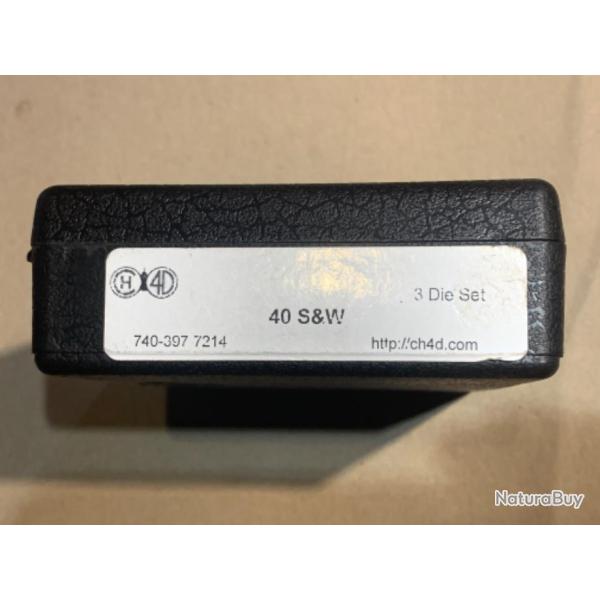 CH4D
3 Die Set
40 S&W
740-397 7214
http://ch4d.com
NaturaBuy